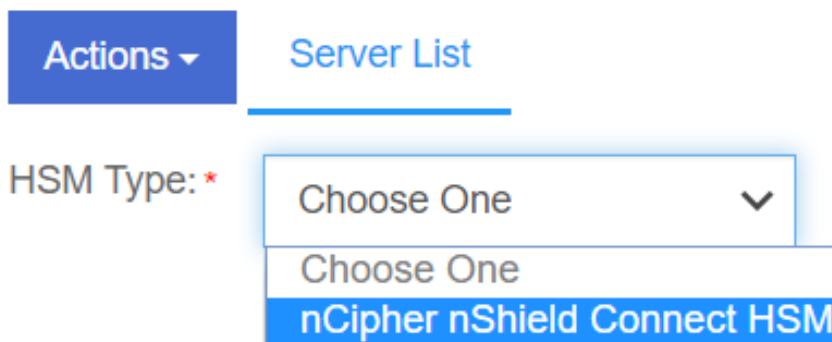 Actions
Server List
HSM Type: *
Choose One
Choose One
nCipher nShield Connect HSM